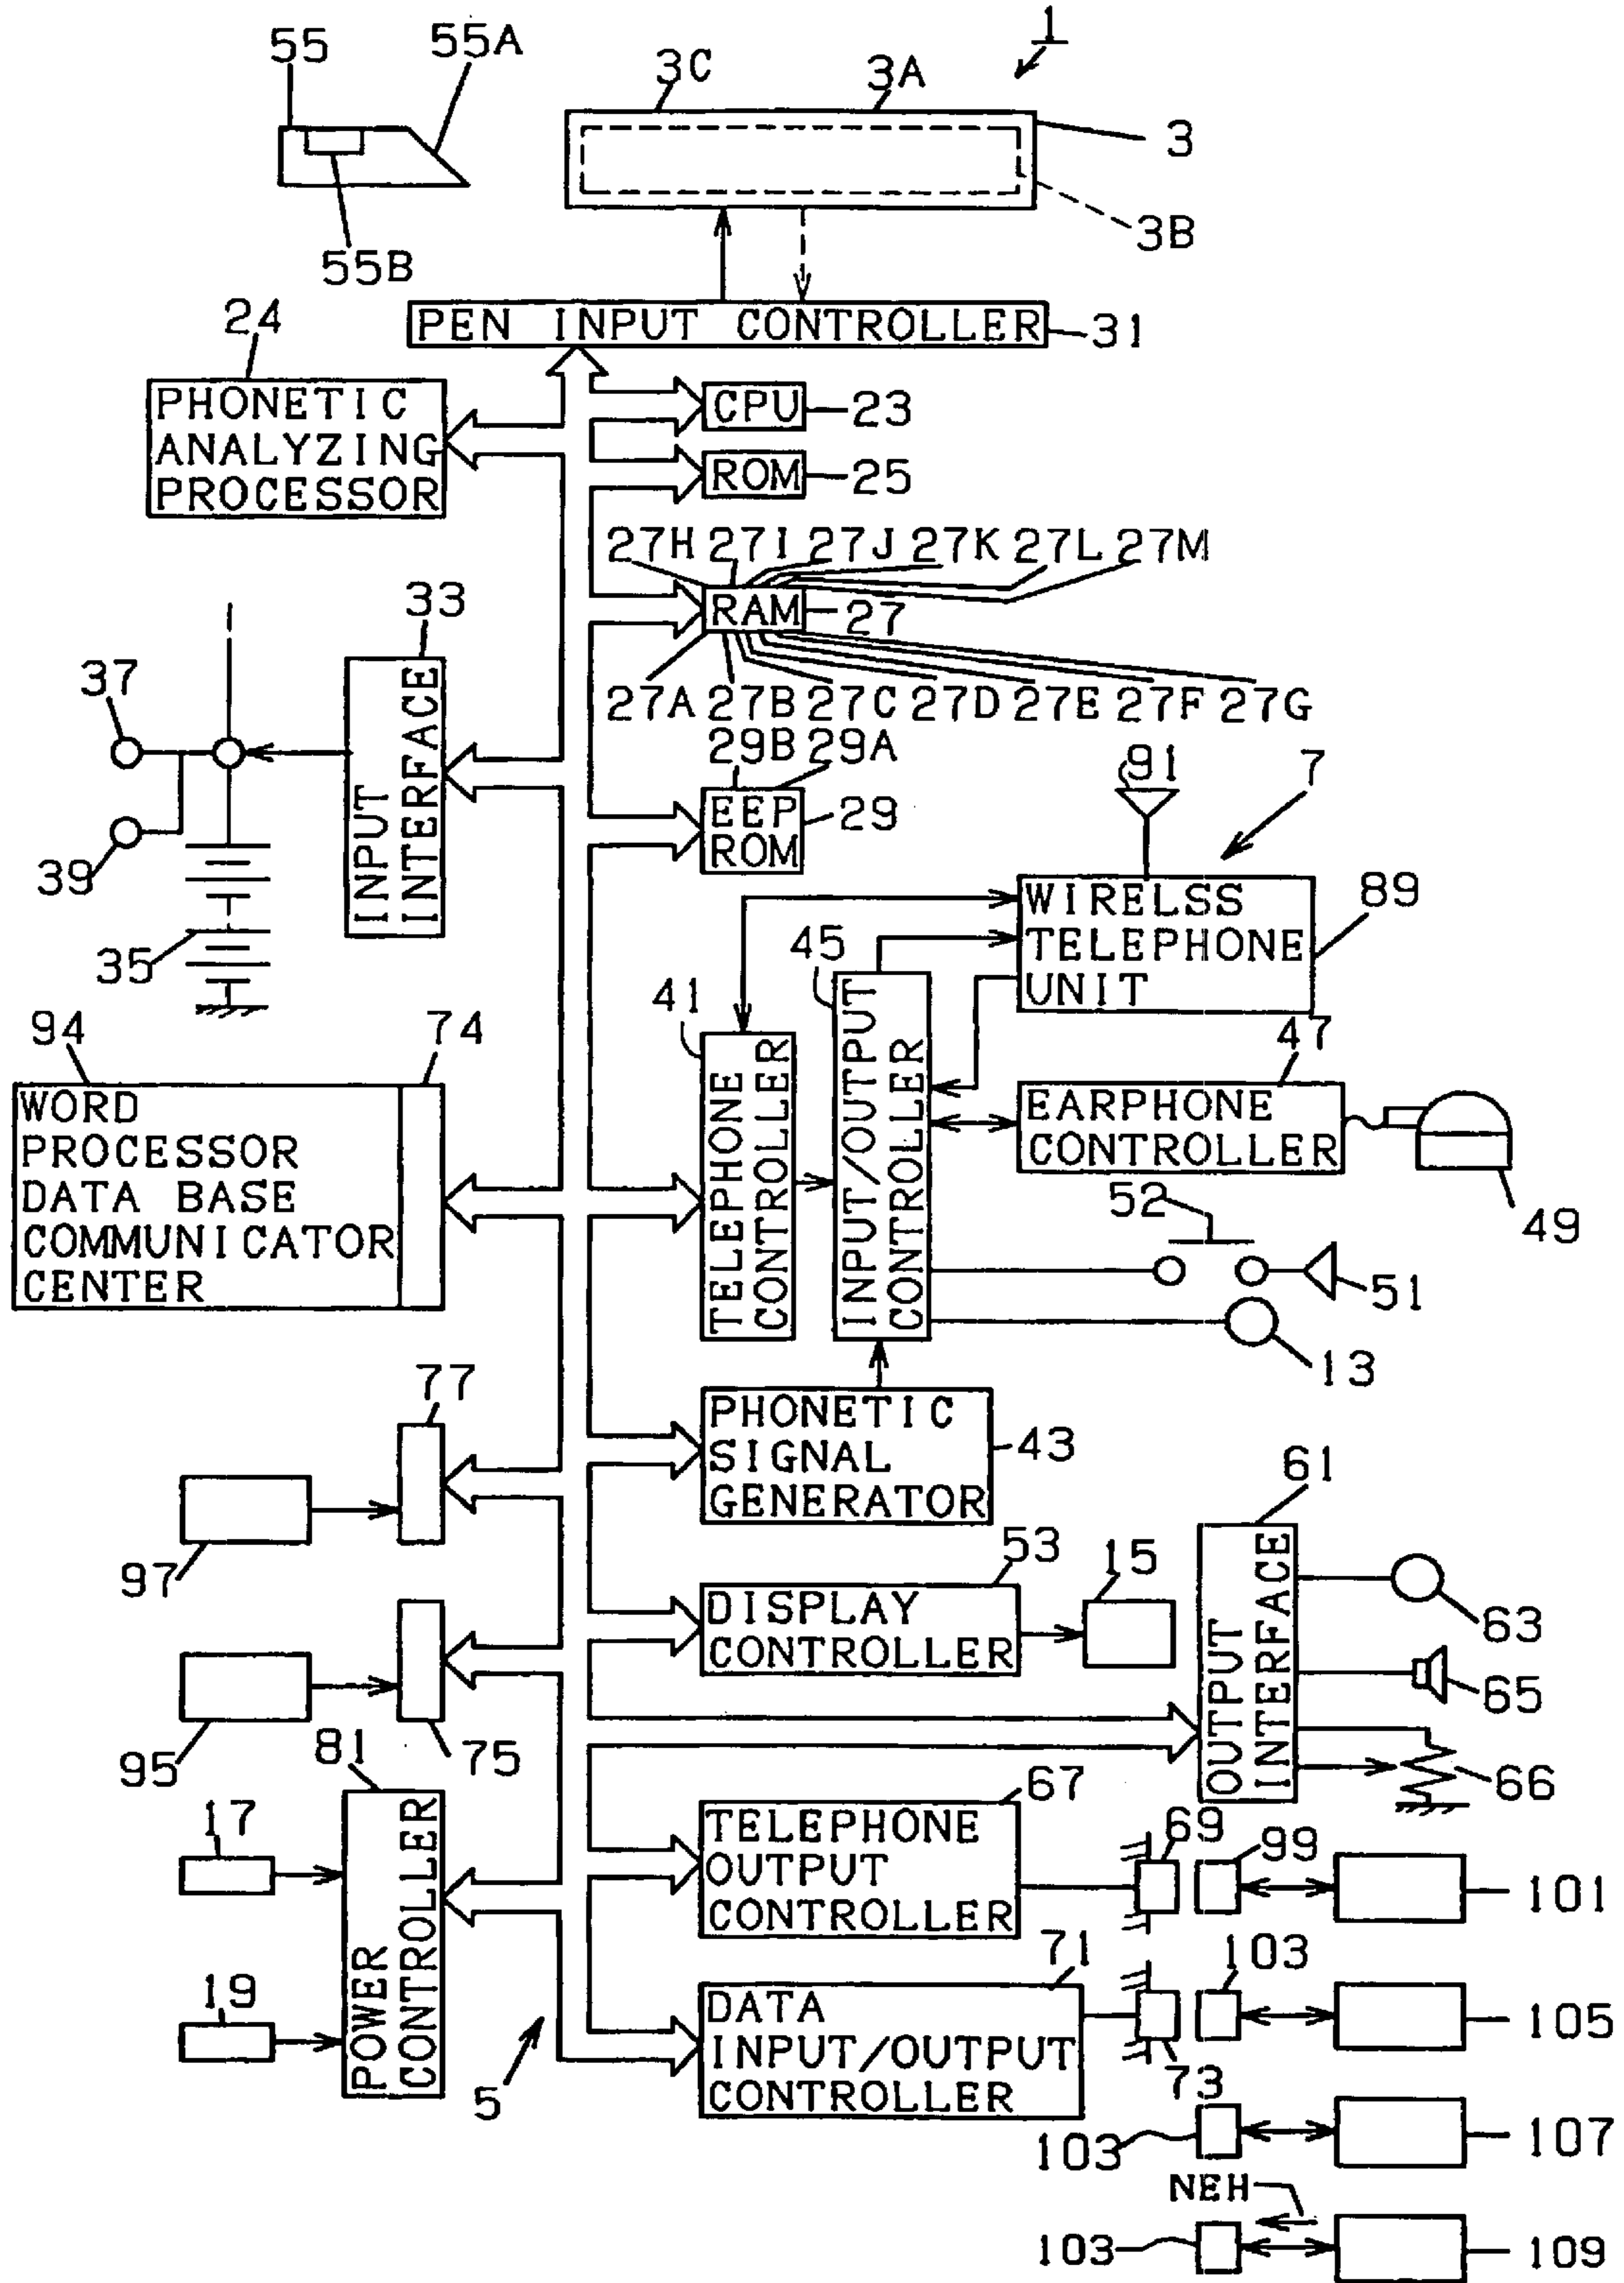 1
55
55A
3C
3A
3
3B
55B
24
PEN INPUT CONTROLLER
31
PHONETIC
ANALYZING
PROCESSOR
CPU
23
ROM
25
27H 27I 27J 27K 27L 27M
RAM
27
27A 27B 27C 27D 27E 27F 27G
33
37
39
35
INPUT
INTERFACE
29B 29A
EEP
ROM
29
91
7
WIRELSS
TELEPHONE
UNIT
89
45
41
TELEPHONE
CONTROLLER
INPUT/OUTPUT
CONTROLLER
47
EARPHONE
CONTROLLER
49
52
51
13
94
74
WORD
PROCESSOR
DATA BASE
COMMUNICATOR
CENTER
77
97
PHONETIC
SIGNAL
GENERATOR
43
53
15
DISPLAY
CONTROLLER
61
OUTPUT
INTERFACE
63
65
66
95
75
81
17
19
POWER
CONTROLLER
67
TELEPHONE
OUTPUT
CONTROLLER
69
99
101
71
DATA
INPUT/OUTPUT
CONTROLLER
103
105
73
5
103
107
NEH
103
109